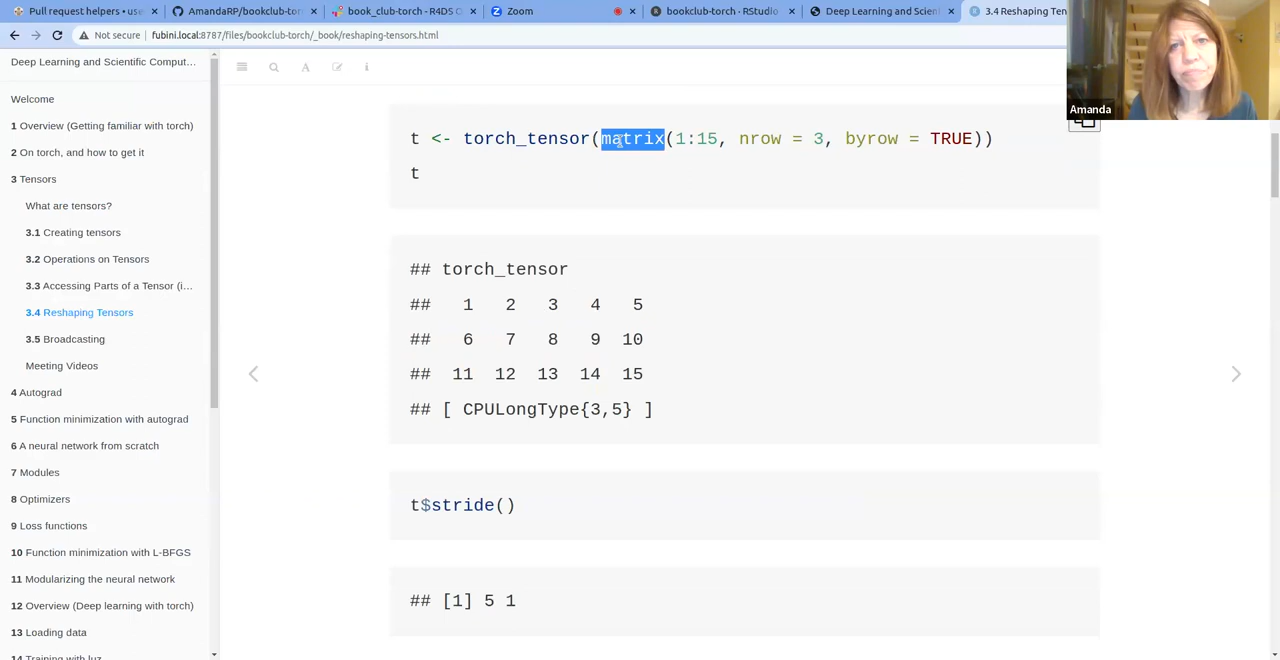 Pull request helpers • use
AmandaRP/bookclub-tor
book_club-torch - R4DS O
Zoom
bookclub-torch - RStudio
Deep Learning and Scient
3.4 Reshaping Ten
Not secure | fubini.local:8787/files/bookclub-torch/_book/reshaping-tensors.html
Deep Learning and Scientific Comput…
Welcome
1 Overview (Getting familiar with torch)
2 On torch, and how to get it
3 Tensors
What are tensors?
3.1 Creating tensors
3.2 Operations on Tensors
3.3 Accessing Parts of a Tensor (i…
3.4 Reshaping Tensors
3.5 Broadcasting
Meeting Videos
4 Autograd
5 Function minimization with autograd
6 A neural network from scratch
7 Modules
8 Optimizers
9 Loss functions
10 Function minimization with L-BFGS
11 Modularizing the neural network
12 Overview (Deep learning with torch)
13 Loading data
14 Training with luz
Amanda
t <- torch_tensor(matrix(1:15, nrow = 3, byrow = TRUE))
t
## torch_tensor
## 1 2 3 4 5
## 6 7 8 9 10
## 11 12 13 14 15
## [ CPULongType{3,5} ]
t$stride()
## [1] 5 1